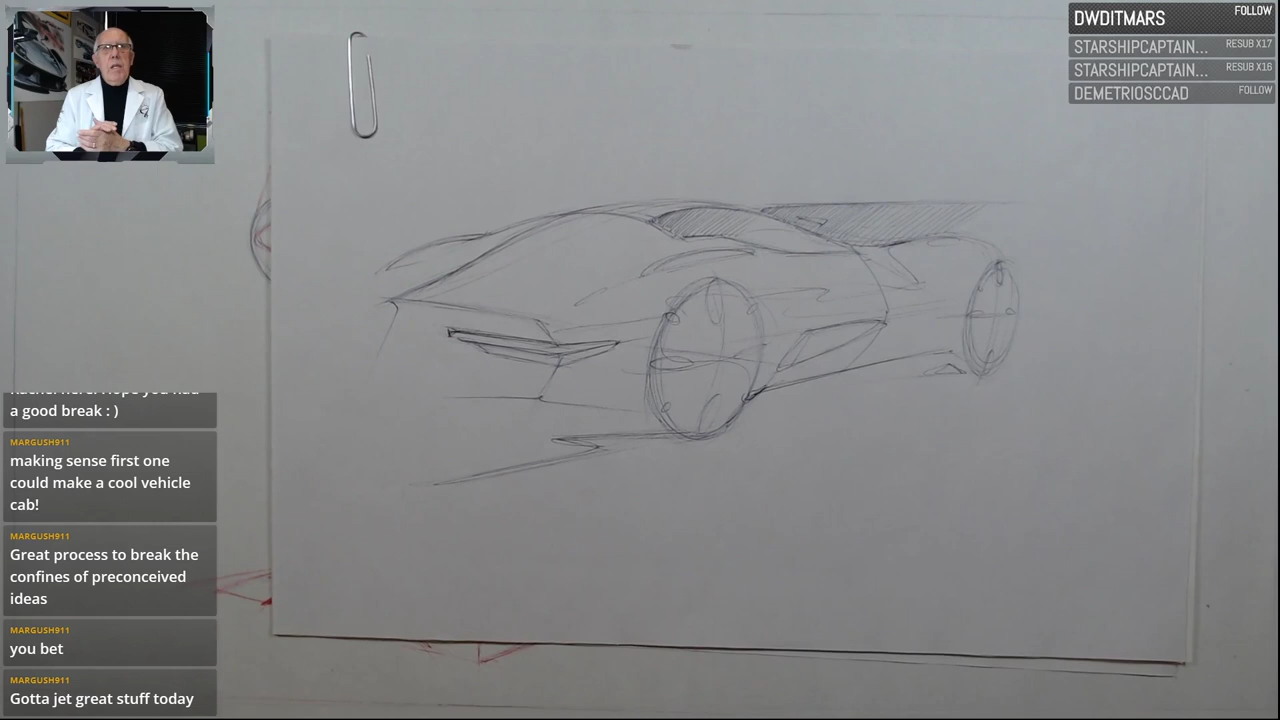 DWDITMARS FOLLOW
STARSHIPCAPTAIN... RESUB X17
STARSHIPCAPTAIN... RESUB X16
DEMETRIOSCCAD FOLLOW
a good break : )
MARGUSH911
making sense first one
could make a cool vehicle
cab!
MARGUSH911
Great process to break the
confines of preconceived
ideas
MARGUSH911
you bet
MARGUSH911
Gotta jet great stuff today